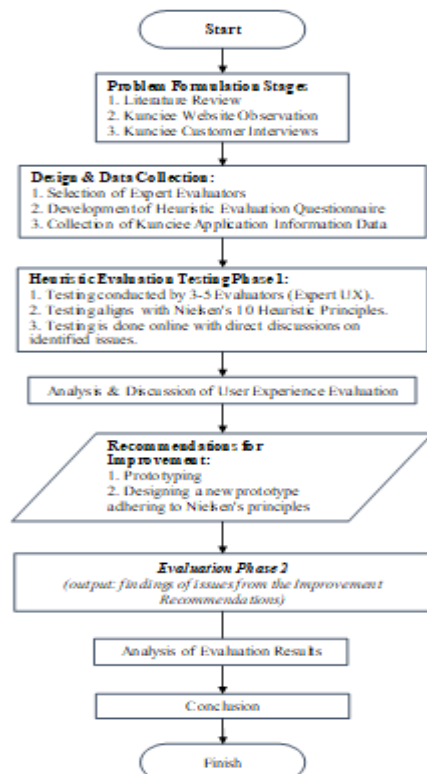 Start
Problem Formulation Stage:
1. Literature Review
2. Kunciee Website Observation
3. Kunciee Customer Interviews
Design & Data Collection:
1. Selection of Expert Evaluators
2. Development of Heuristic Evaluation Questionnaire
3. Collection of Kunciee Application Information Data
Heuristic Evaluation Testing Phase 1:
1. Testing conducted by 3-5 Evaluators (Expert UX).
2. Testing aligns with Nielsen's 10 Heuristic Principles.
3. Testing is done online with direct discussions on
identified issues.
Analysis & Discussion of User Experience Evaluation
Recommendations for
Improvement:
1. Prototyping
2. Designing a new prototype
adhering to Nielsen's principles
Evaluation Phase 2
(output: findings of issues from the Improvement
Recommendations)
Analysis of Evaluation Results
Conclusion
Finish